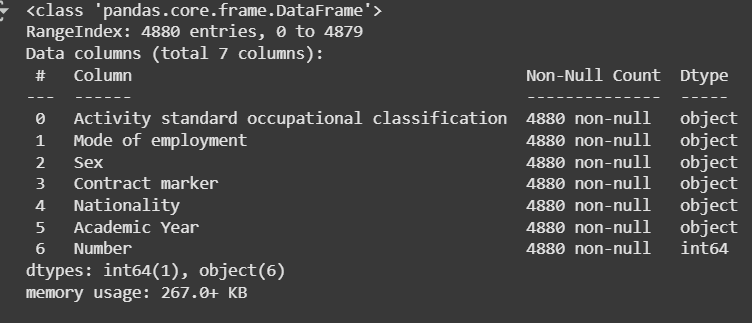 <class 'pandas.core.frame.DataFrame'>
RangeIndex: 4880 entries, 0 to 4879
Data columns (total 7 columns):
 #   Column                                      Non-Null Count  Dtype
---  ------                                      --------------  -----
 0   Activity standard occupational classification  4880 non-null   object
 1   Mode of employment                          4880 non-null   object
 2   Sex                                         4880 non-null   object
 3   Contract marker                             4880 non-null   object
 4   Nationality                                 4880 non-null   object
 5   Academic Year                               4880 non-null   object
 6   Number                                      4880 non-null   int64
dtypes: int64(1), object(6)
memory usage: 267.0+ KB